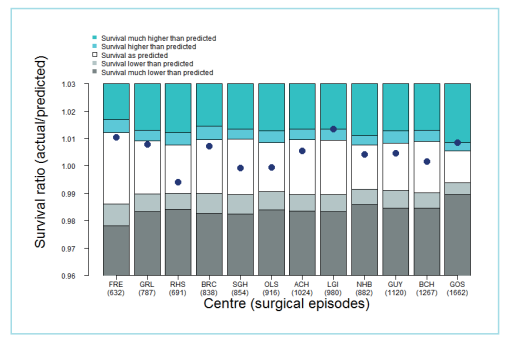 Survival much higher than predicted
Survival higher than predicted
Survival as predicted
Survival lower than predicted
Survival much lower than predicted
Survival ratio (actual/predicted)
1.03
1.02
1.01
1.00
0.99
0.98
0.97
0.96
FRE GRL RHS BRC SGH OLS ACH LGI NHB GUY BCH GOS
(632) (787) (691) (838) (854) (916) (1024) (980) (882) (1120) (1267) (1662)
Centre (surgical episodes)